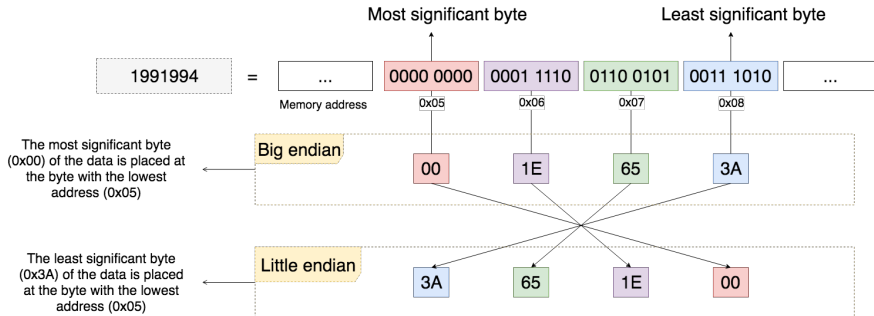 Most significant byte
Least significant byte
1991994
=
...
0000 0000
0001 1110
0110 0101
0011 1010
...
Memory address
0x05
0x06
0x07
0x08
The most significant byte
(0x00) of the data is placed at
the byte with the lowest
address (0x05)
Big endian
00
1E
65
3A
The least significant byte
(0x3A) of the data is placed
at the byte with the lowest
address (0x05)
Little endian
3A
65
1E
00